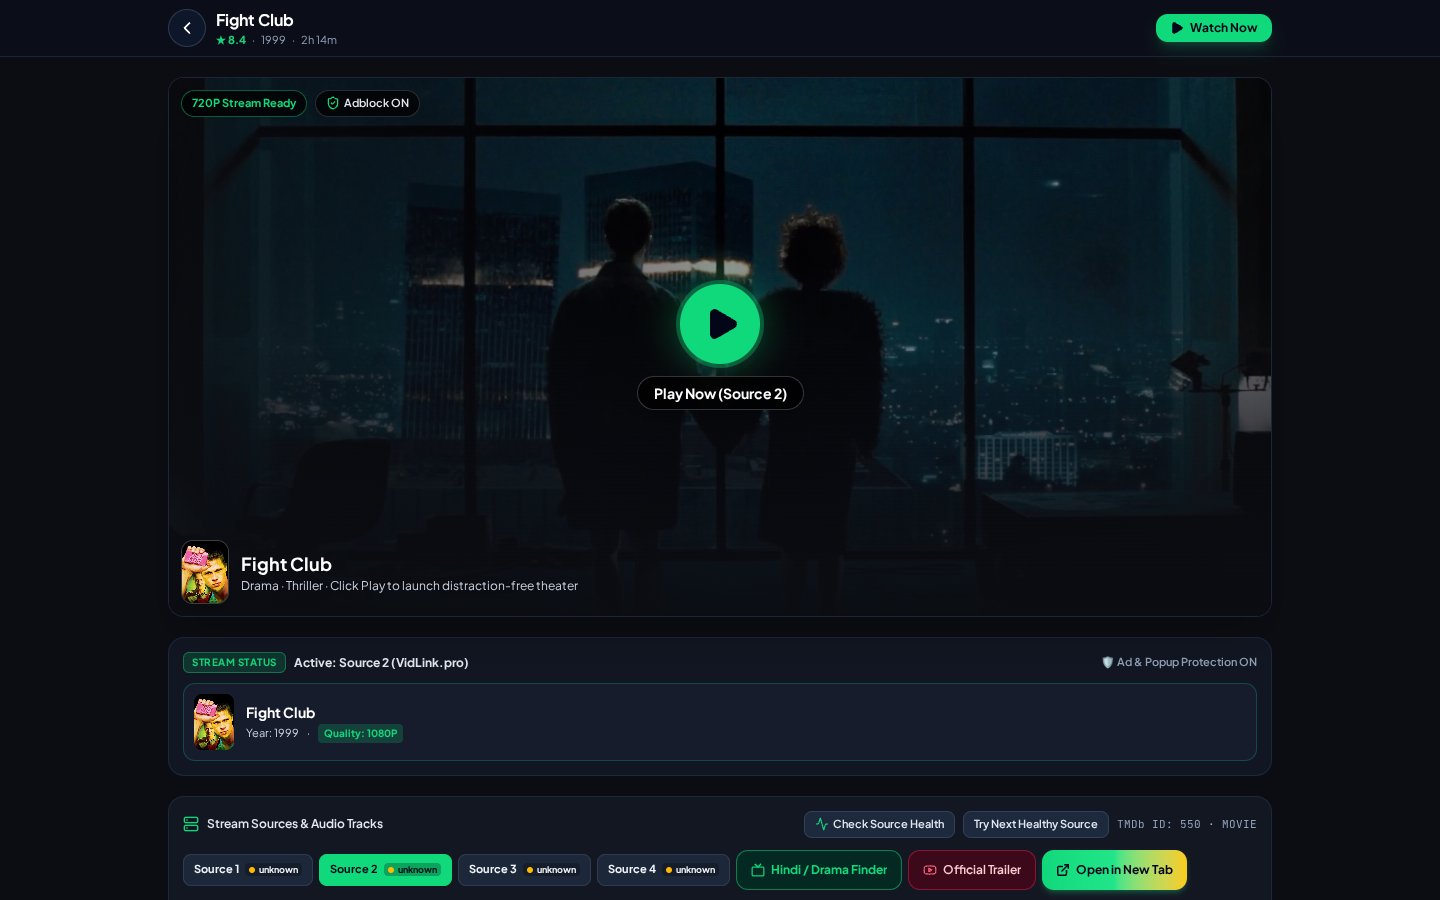 Fight Club
★ 8.4 · 1999 · 2h 14m
Watch Now
720P Stream Ready
Adblock ON
Play Now (Source 2)
Fight Club
Drama · Thriller · Click Play to launch distraction-free theater
STREAM STATUS
Active: Source 2 (VidLink.pro)
Ad & Popup Protection ON
Fight Club
Year: 1999 · Quality: 1080P
Stream Sources & Audio Tracks
Check Source Health
Try Next Healthy Source
TMDb ID: 550 · MOVIE
Source 1 unknown
Source 2 unknown
Source 3 unknown
Source 4 unknown
Hindi / Drama Finder
Official Trailer
Open in New Tab